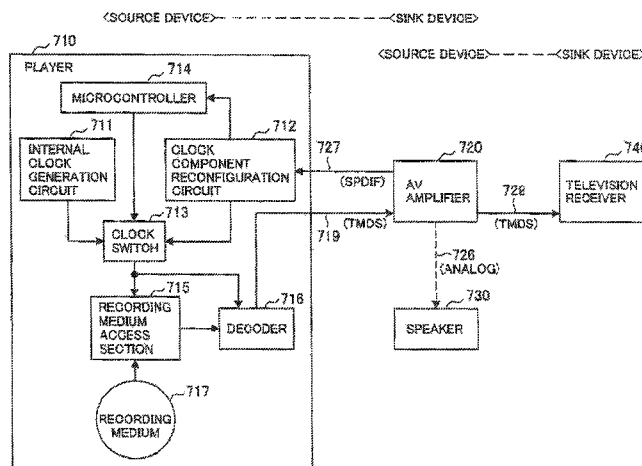 <SOURCE DEVICE> <SINK DEVICE>
<SOURCE DEVICE> <SINK DEVICE>
710
PLAYER
714
MICROCONTROLLER
711
INTERNAL
CLOCK
GENERATION
CIRCUIT
712
CLOCK
COMPONENT
RECONFIGURATION
CIRCUIT
727
(SPDIF)
720
AV
AMPLIFIER
TELEVISION
RECEIVER
713
CLOCK
SWITCH
719
(TMDS)
728
(TMDS)
726
(ANALOG)
715
RECORDING
MEDIUM
ACCESS
SECTION
716
DECODER
730
SPEAKER
717
RECORDING
MEDIUM